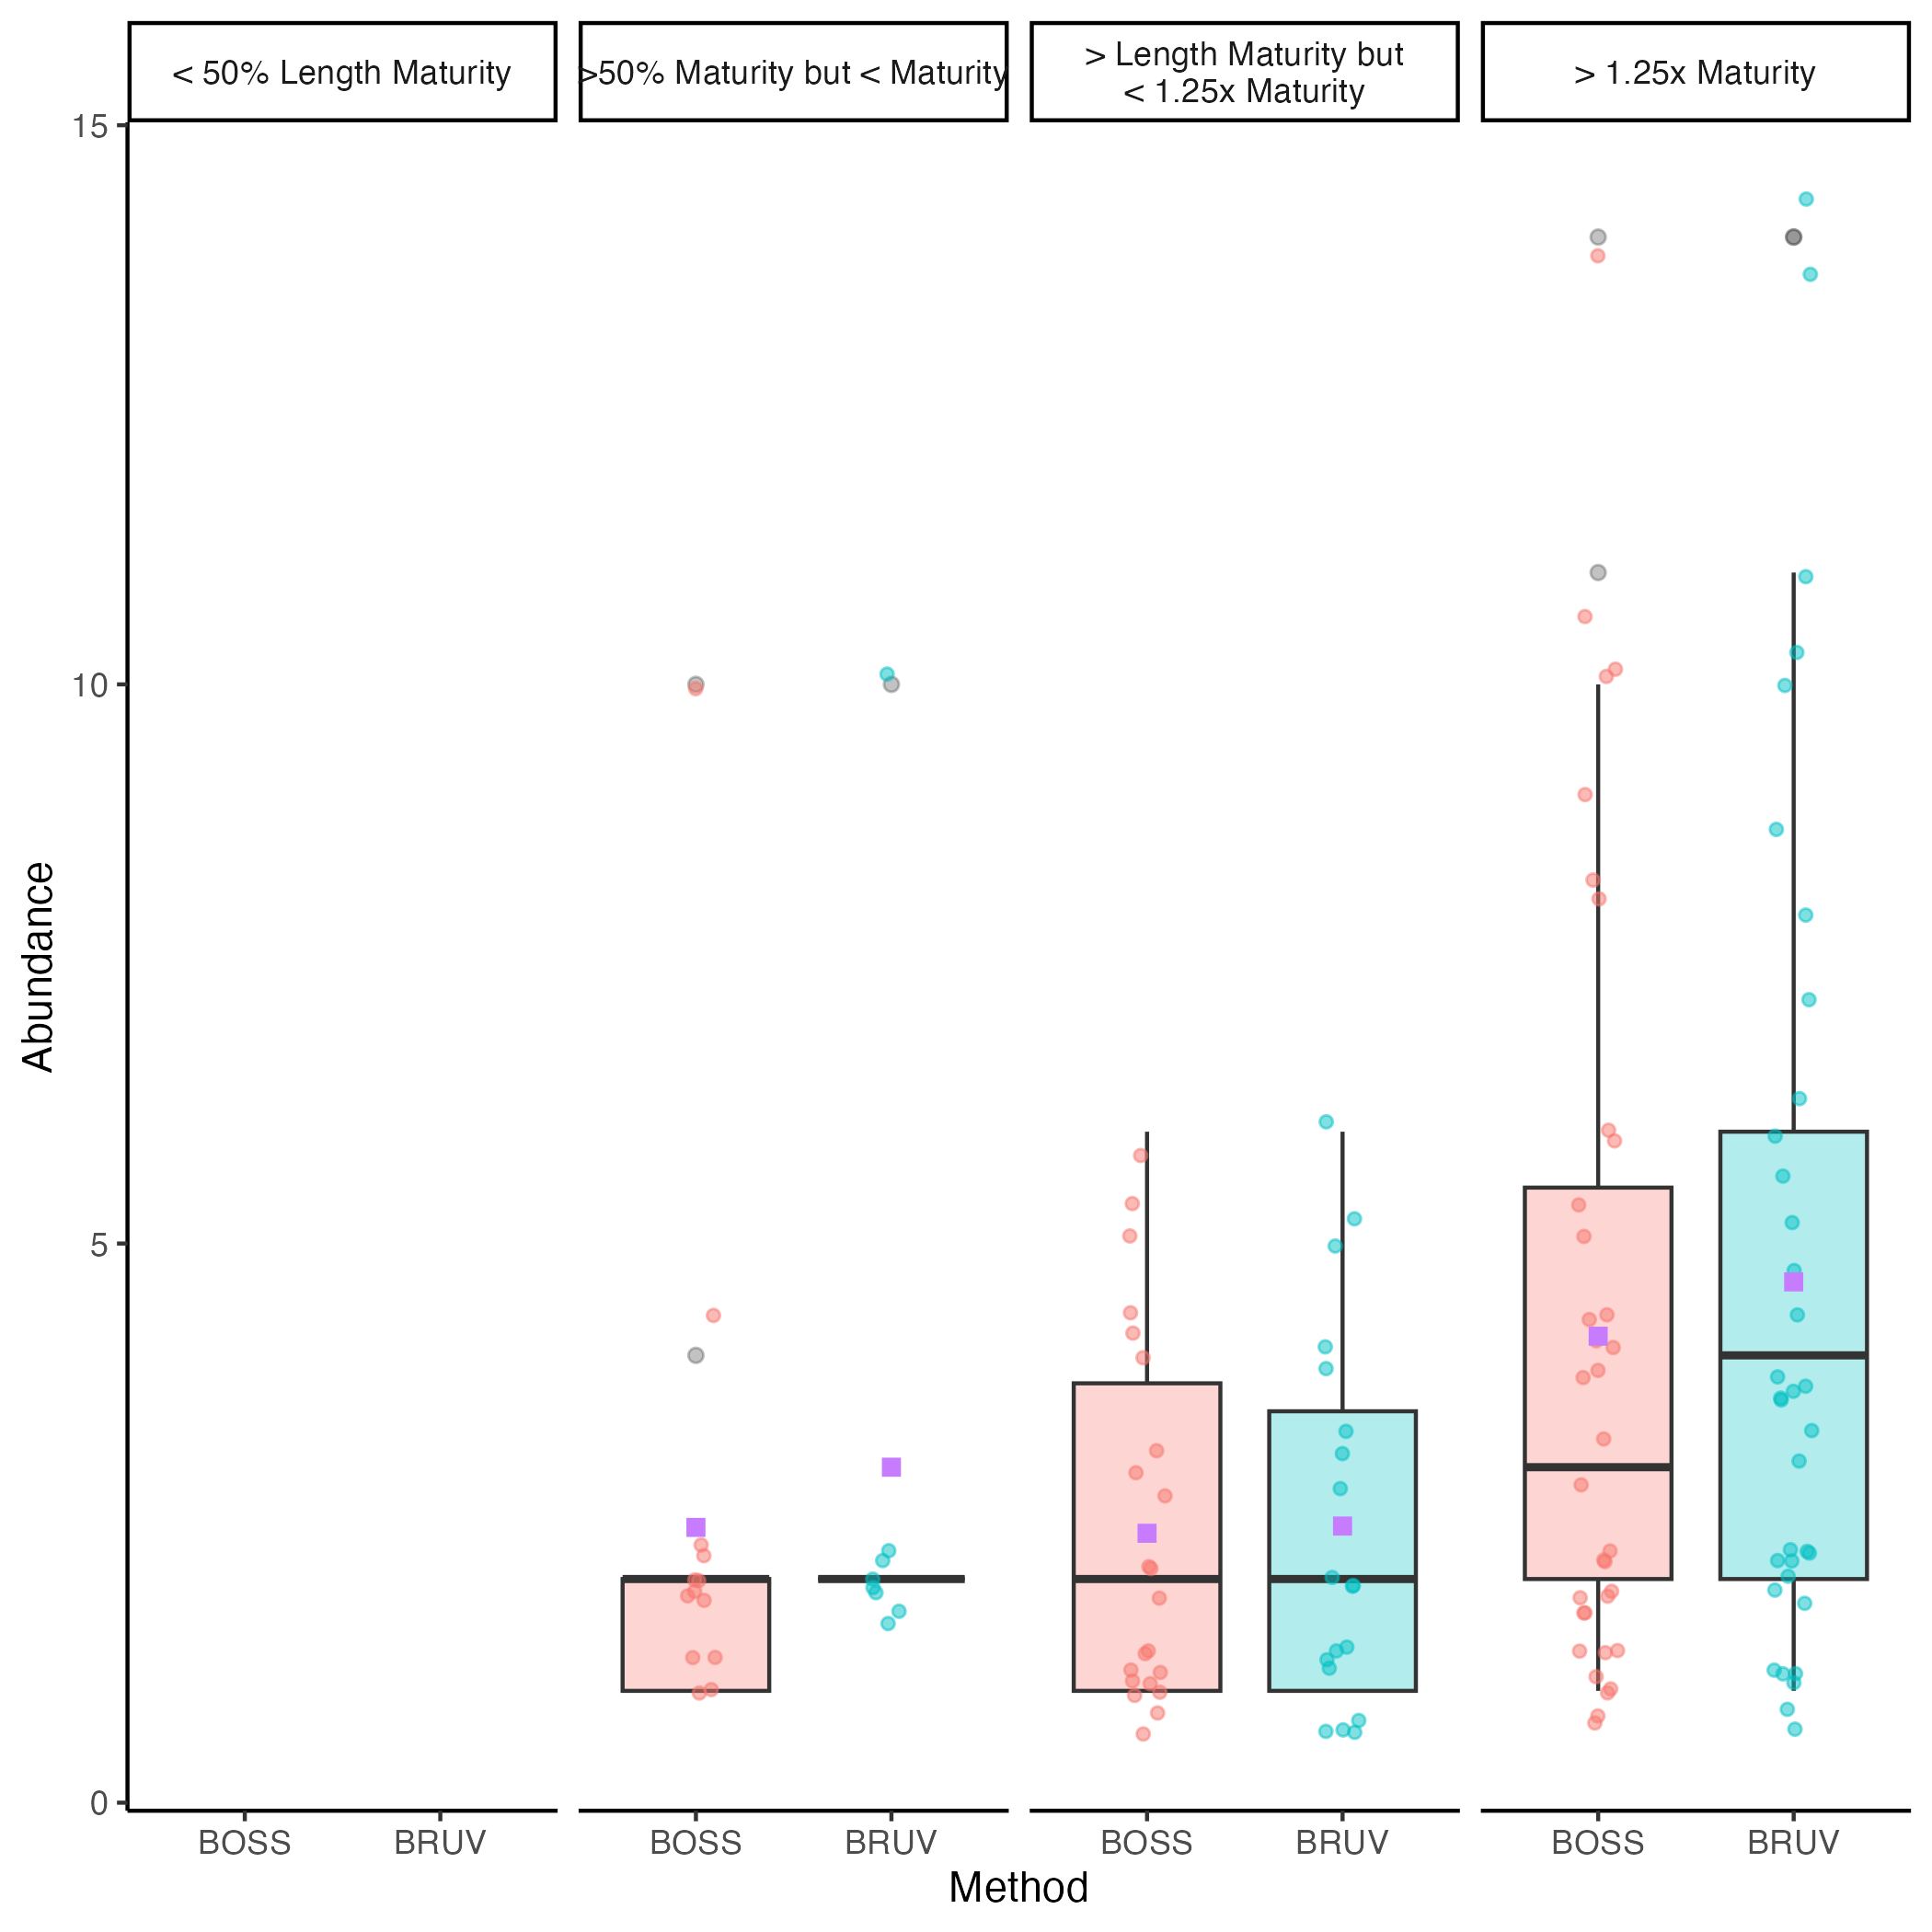 < 50% Length Maturity
>50% Maturity but < Maturity
> Length Maturity but
< 1.25x Maturity
> 1.25x Maturity
15
10
5
0
Abundance
BOSS
BRUV
BOSS
BRUV
BOSS
BRUV
BOSS
BRUV
Method